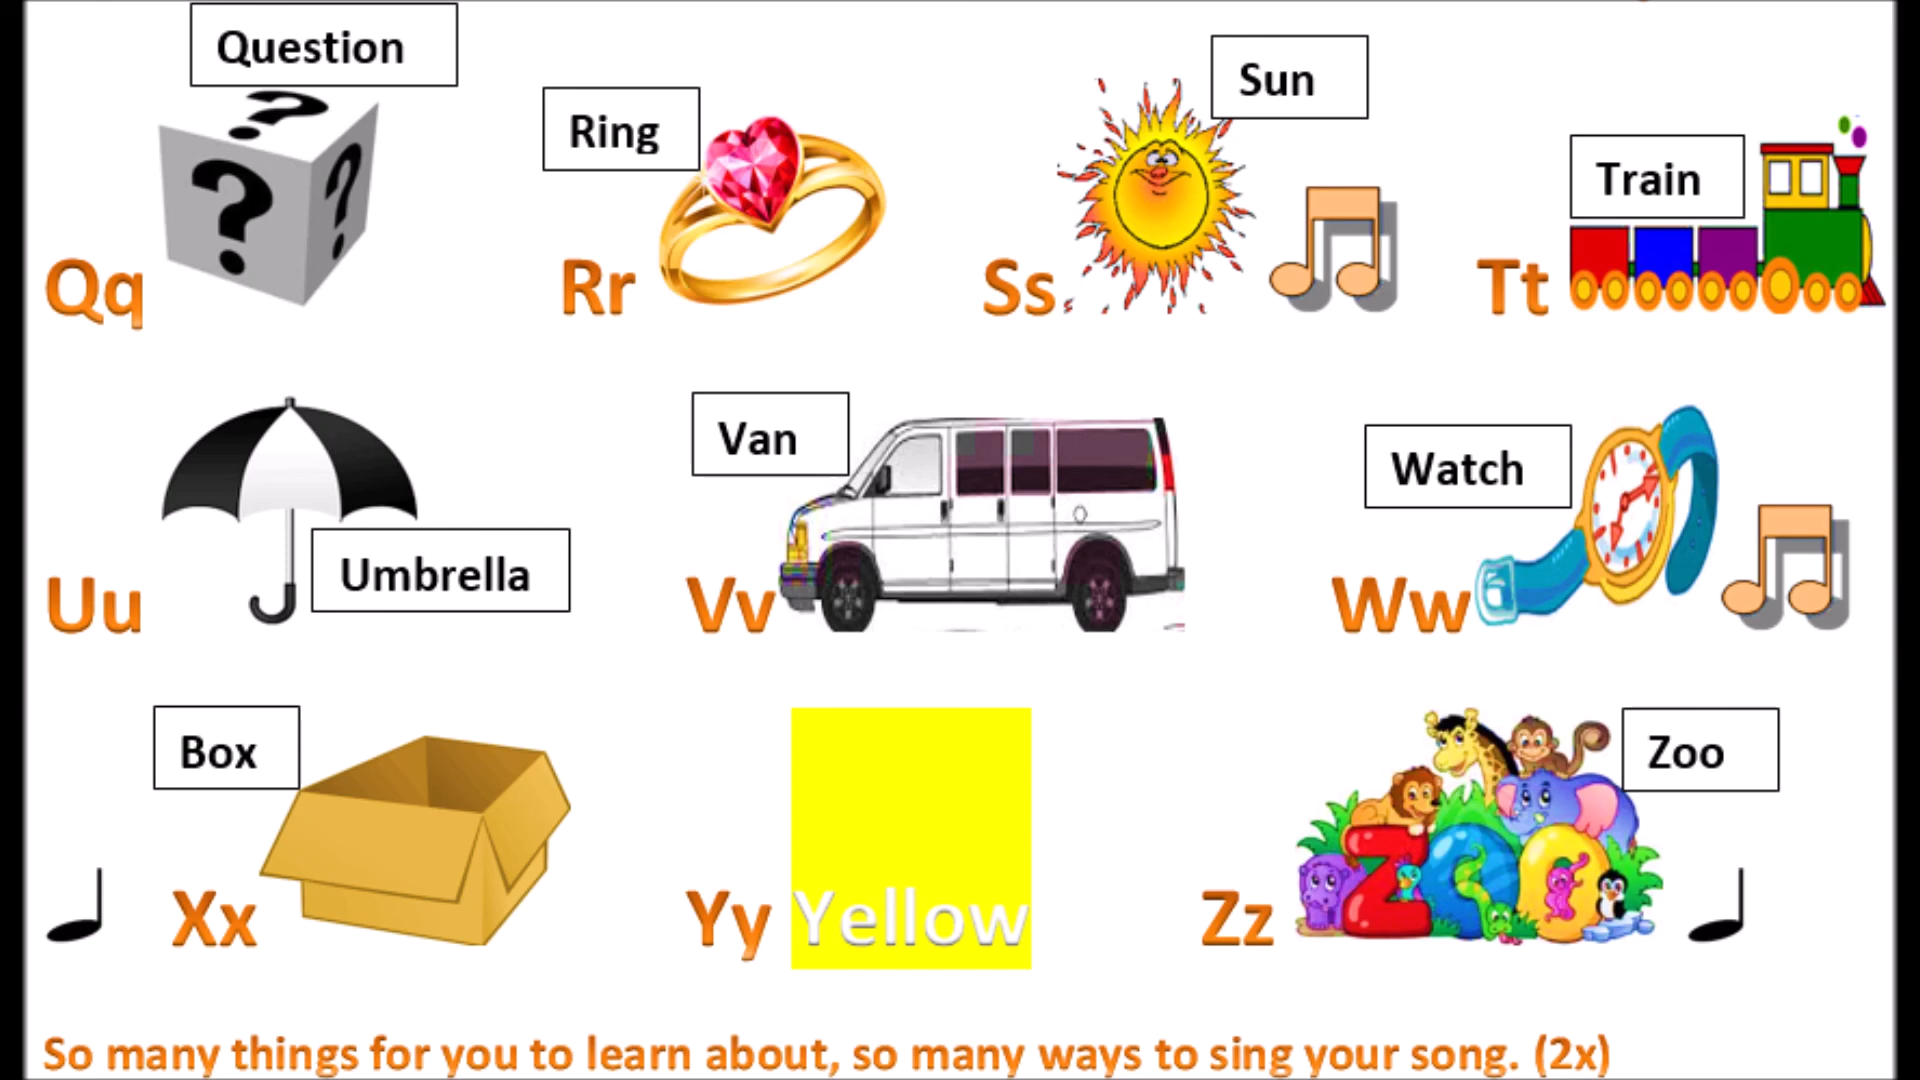 Question
Qq
Ring
Rr
Sun
Ss
Train
Tt
Uu
Umbrella
Van
Vv
Watch
Ww
Box
Xx
Yy
Yellow
Zoo
Zz
ZOO
So many things for you to learn about, so many ways to sing your song. (2x)